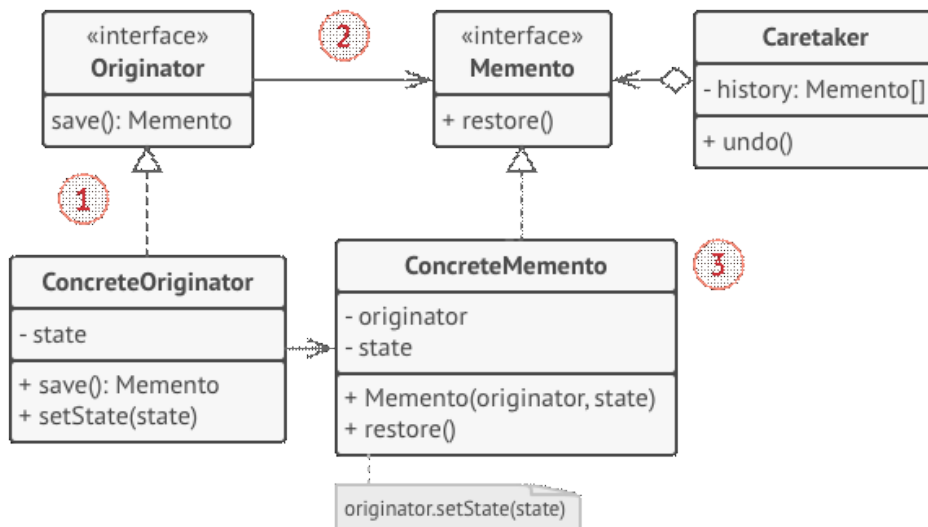 «interface»
Originator
save(): Memento
2
«interface»
Memento
+ restore()
Caretaker
- history: Memento[]
+ undo()
1
ConcreteOriginator
- state
+ save(): Memento
+ setState(state)
ConcreteMemento
- originator
- state
+ Memento(originator, state)
+ restore()
3
originator.setState(state)